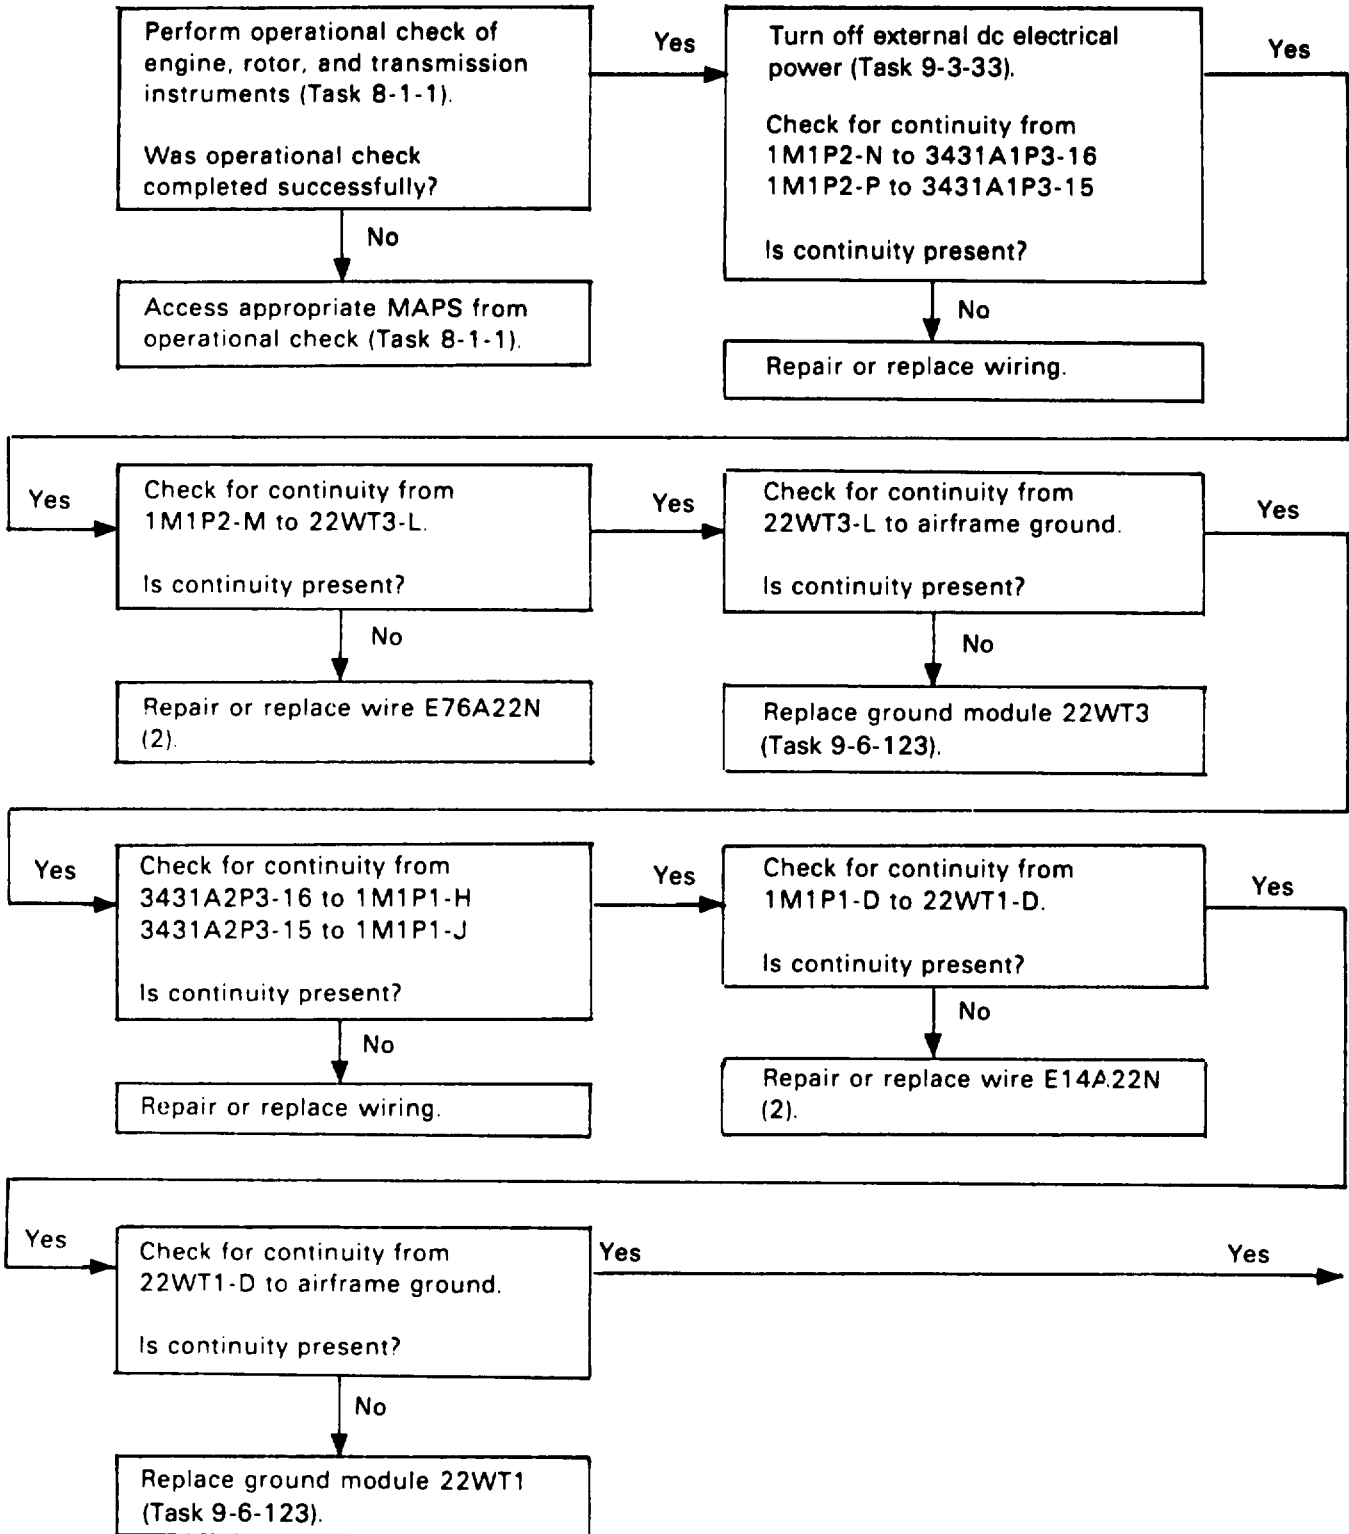 Perform operational check of
engine, rotor, and transmission
instruments (Task 8-1-1).
Was operational check
completed successfully?
Yes
Turn off external dc electrical
power (Task 9-3-33).
Check for continuity from
1M1P2-N to 3431A1P3-16
1M1P2-P to 3431A1P3-15
Is continuity present?
Yes
No
Access appropriate MAPS from
operational check (Task 8-1-1).
No
Repair or replace wiring.
Yes
Check for continuity from
1M1P2-M to 22WT3-L.
Is continuity present?
Yes
Check for continuity from
22WT3-L to airframe ground.
Is continuity present?
Yes
No
Repair or replace wire E76A22N
(2).
No
Replace ground module 22WT3
(Task 9-6-123).
Yes
Check for continuity from
3431A2P3-16 to 1M1P1-H
3431A2P3-15 to 1M1P1-J
Is continuity present?
Yes
Check for continuity from
1M1P1-D to 22WT1-D.
Is continuity present?
Yes
No
Repair or replace wiring.
No
Repair or replace wire E14A22N
(2).
Yes
Check for continuity from
22WT1-D to airframe ground.
Is continuity present?
Yes
Yes
No
Replace ground module 22WT1
(Task 9-6-123).